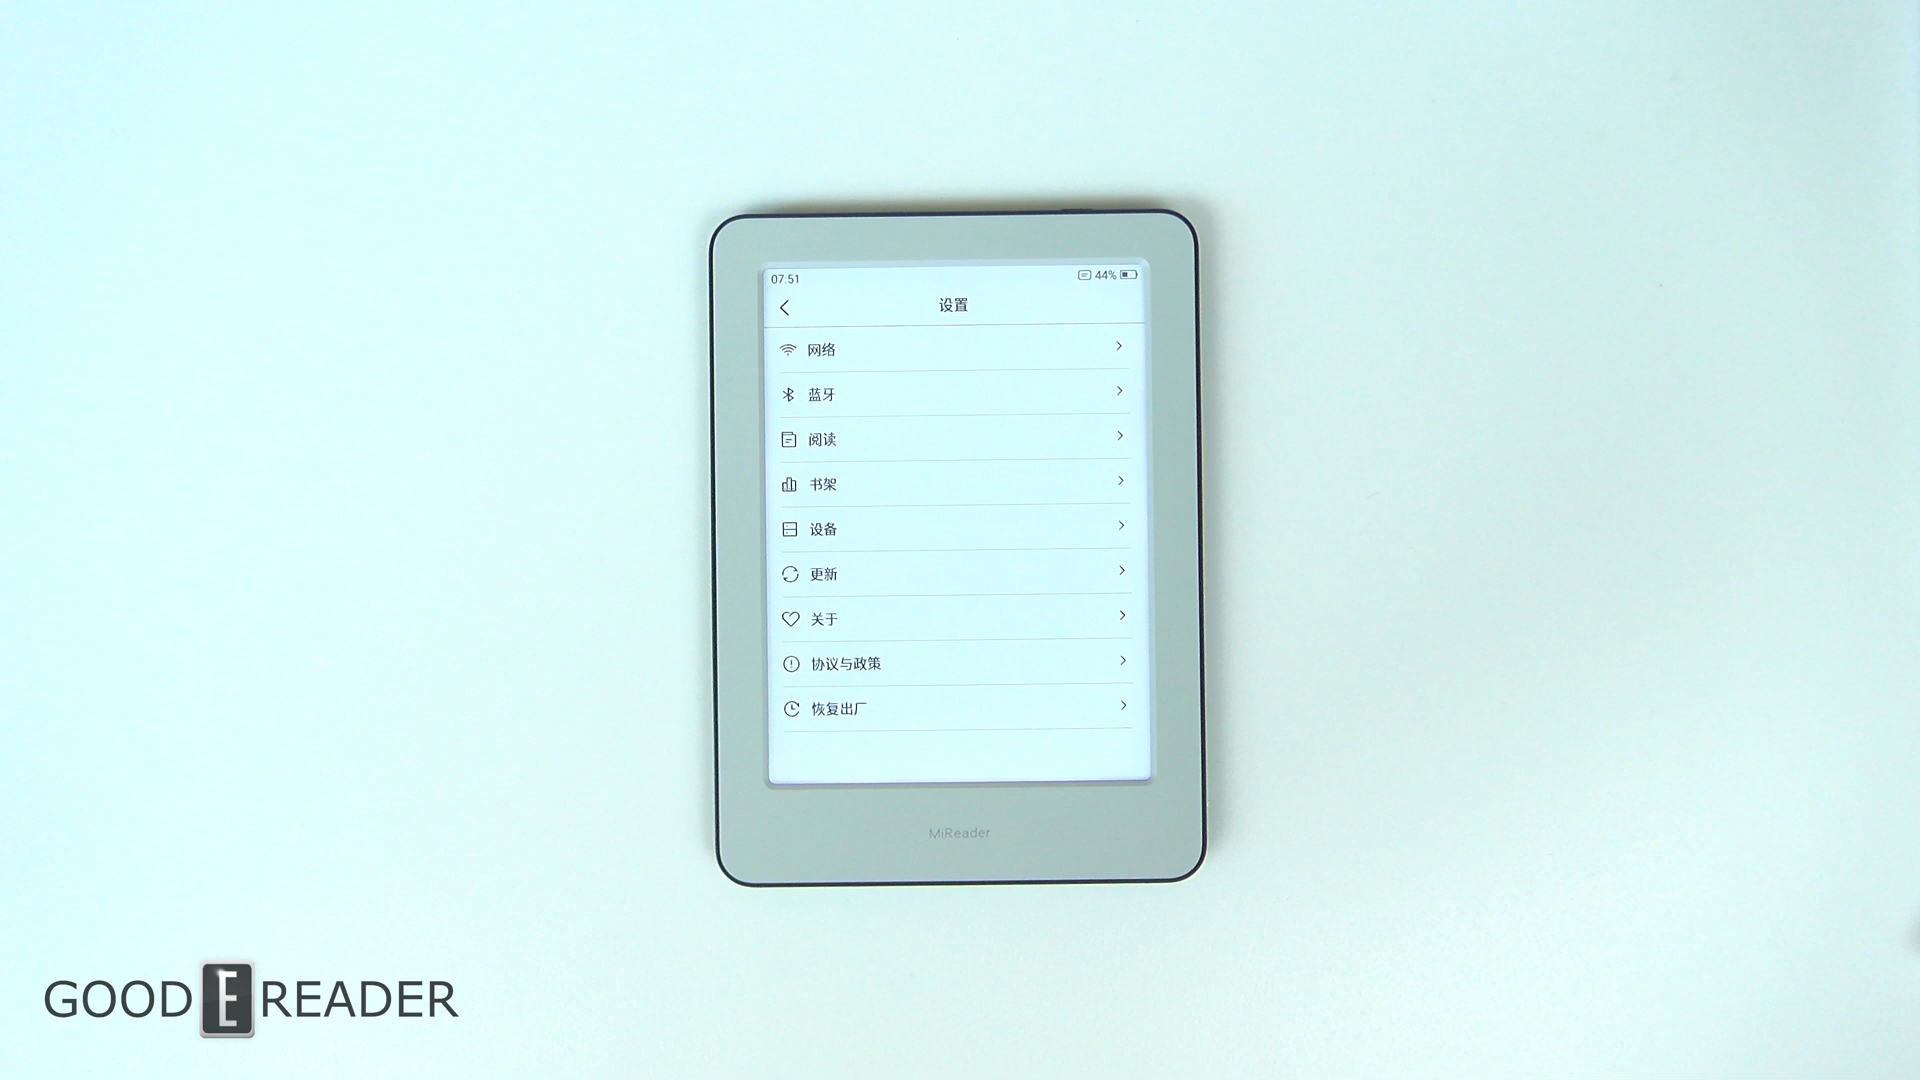 07:51 44%
设置
网络
蓝牙
阅读
书架
设备
更新
关于
协议与政策
恢复出厂
MiReader
GOOD E READER